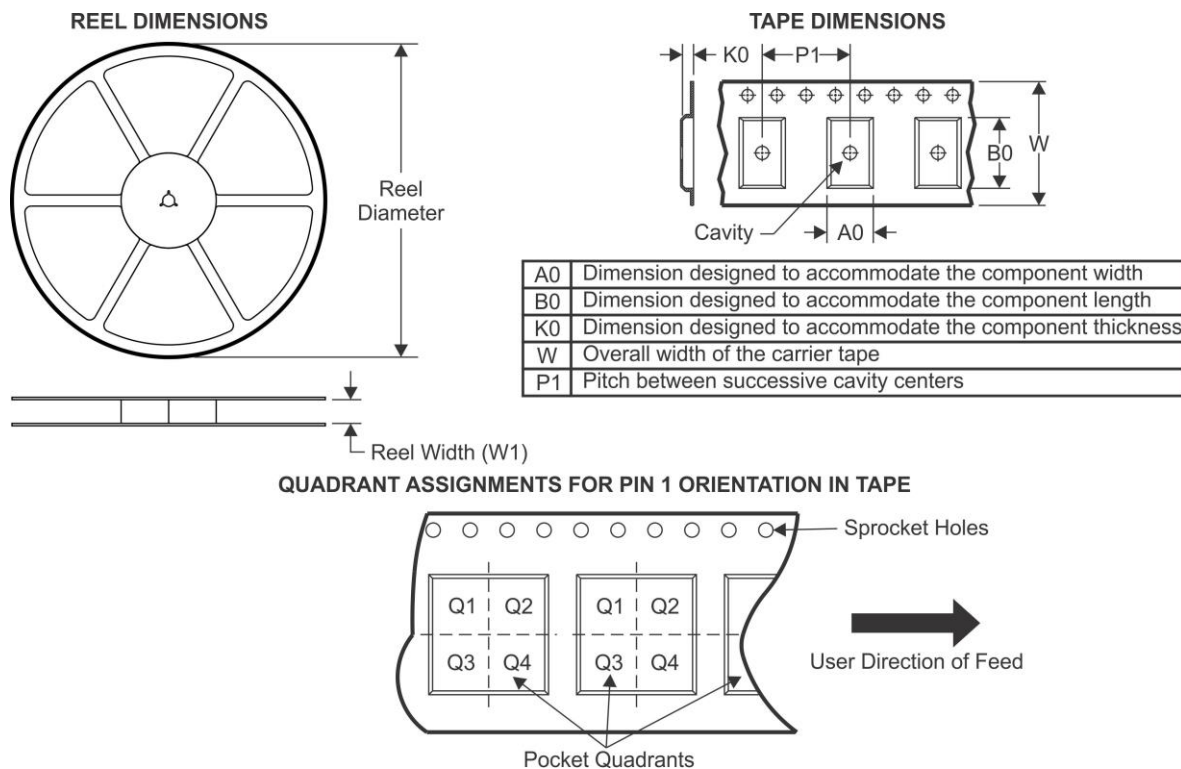 REEL DIMENSIONS
Reel
Diameter
Reel Width (W1)
TAPE DIMENSIONS
K0
P1
B0
W
Cavity
A0
A0 Dimension designed to accommodate the component width
B0 Dimension designed to accommodate the component length
K0 Dimension designed to accommodate the component thickness
W Overall width of the carrier tape
P1 Pitch between successive cavity centers
QUADRANT ASSIGNMENTS FOR PIN 1 ORIENTATION IN TAPE
Sprocket Holes
Q1 Q2 Q1 Q2
Q3 Q4 Q3 Q4
User Direction of Feed
Pocket Quadrants